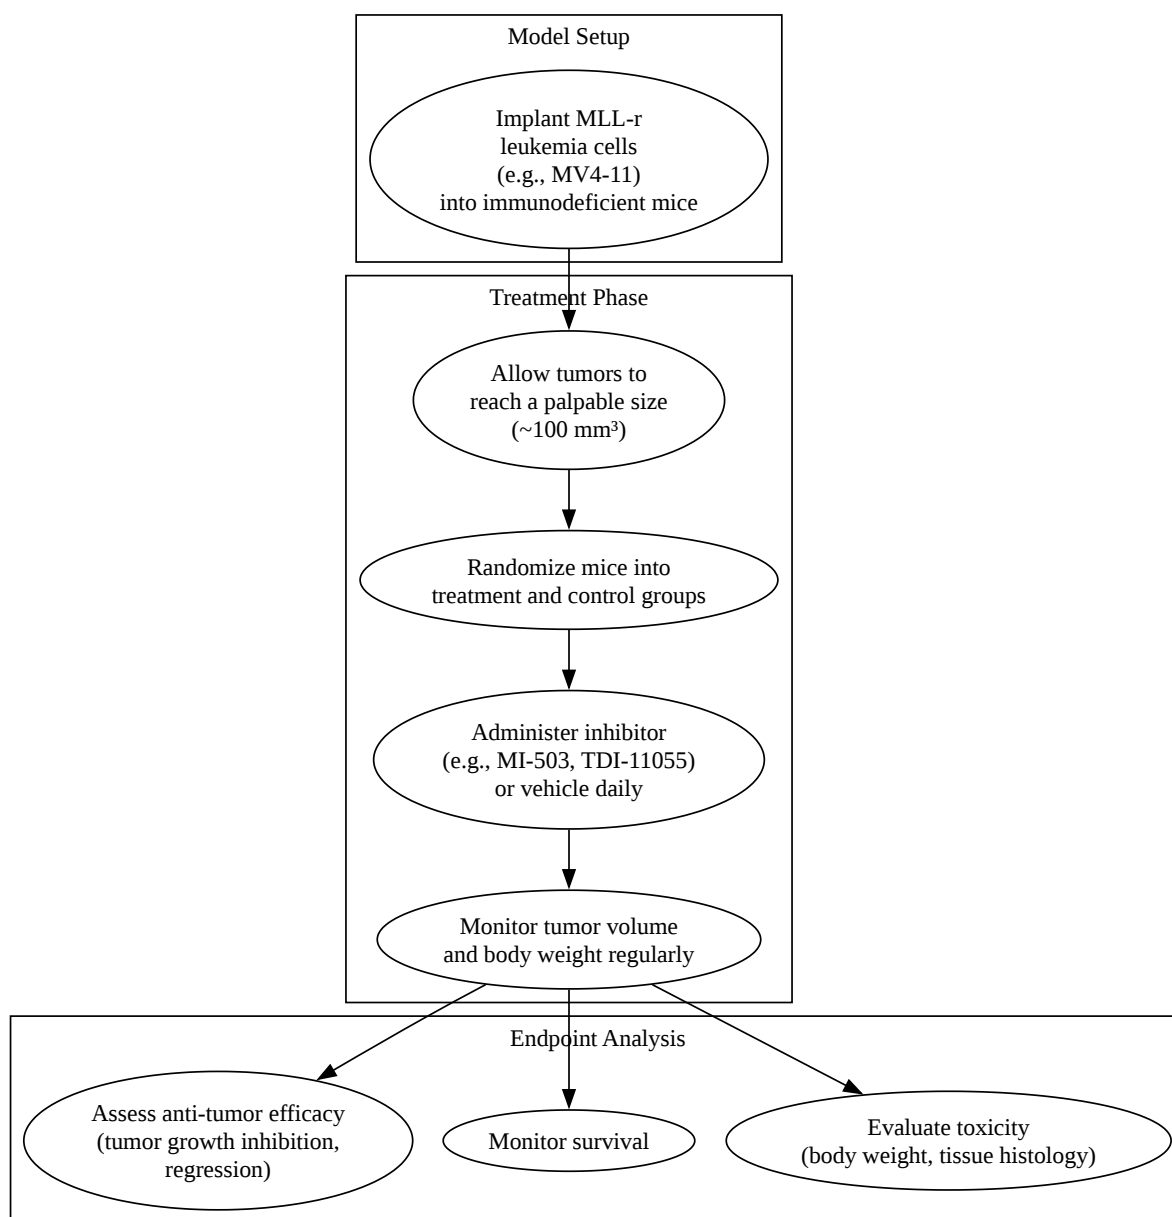 Model Setup
Implant MLL-r
leukemia cells
(e.g., MV4-11)
into immunodeficient mice
Treatment Phase
Allow tumors to
reach a palpable size
(~100 mm³)
Randomize mice into
treatment and control groups
Administer inhibitor
(e.g., MI-503, TDI-11055)
or vehicle daily
Monitor tumor volume
and body weight regularly
Endpoint Analysis
Assess anti-tumor efficacy
(tumor growth inhibition,
regression)
Monitor survival
Evaluate toxicity
(body weight, tissue histology)